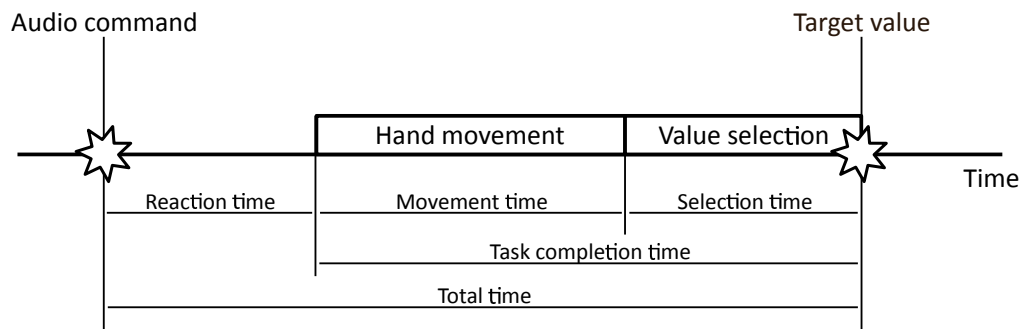 Audio command
Target value
Hand movement
Value selection
Time
Reaction time
Movement time
Selection time
Task completion time
Total time